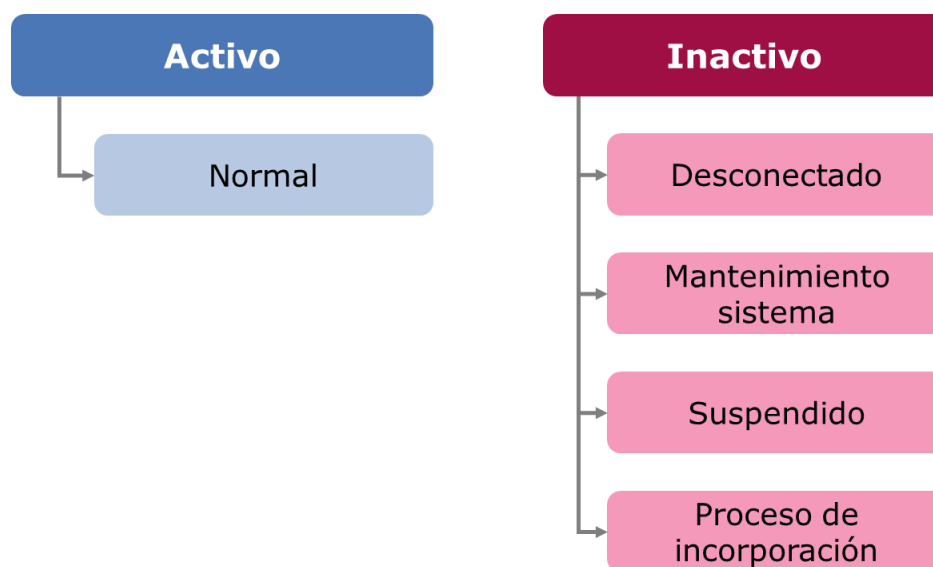 Activo
Normal
Inactivo
Desconectado
Mantenimiento
sistema
Suspendido
Proceso de
incorporación